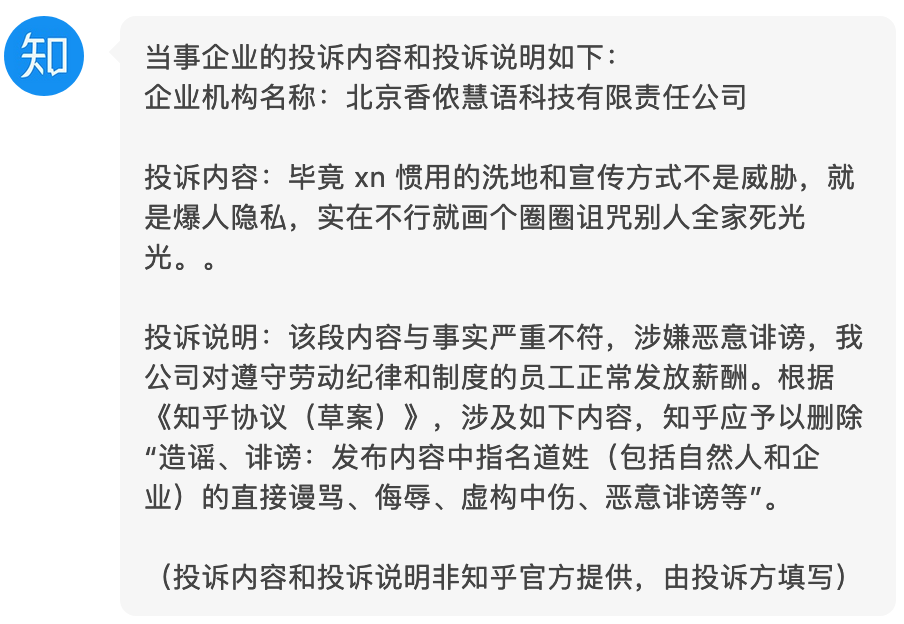 知
当事企业的投诉内容和投诉说明如下：
企业机构名称：北京香侬慧语科技有限责任公司
投诉内容：毕竟 xn 惯用的洗地和宣传方式不是威胁，就
是爆人隐私，实在不行就画个圈圈诅咒别人全家死光
光。。
投诉说明：该段内容与事实严重不符，涉嫌恶意诽谤，我
公司对遵守劳动纪律和制度的员工正常发放薪酬。根据
《知乎协议（草案）》，涉及如下内容，知乎应予以删除
“造谣、诽谤：发布内容中指名道姓（包括自然人和企
业）的直接谩骂、侮辱、虚构中伤、恶意诽谤等”。
（投诉内容和投诉说明非知乎官方提供，由投诉方填写）